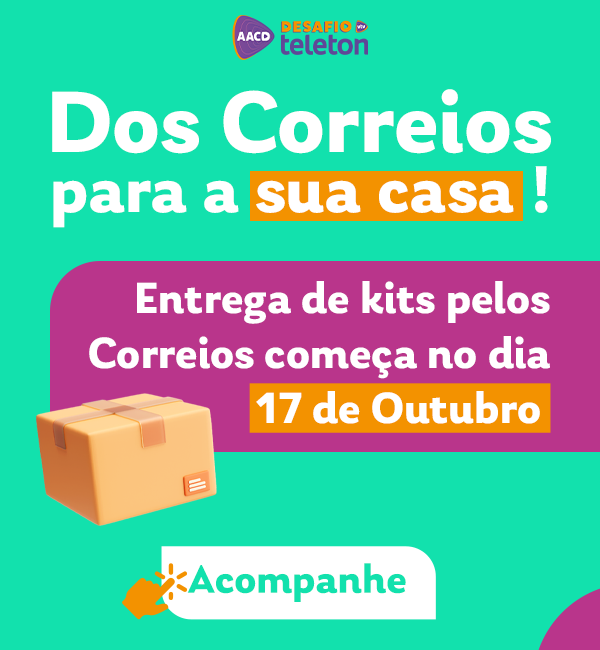 AACD
DESAFIO
teleton
Dos Correios
para a sua casa !
Entrega de kits pelos
Correios começa no dia
17 de Outubro
Acompanhe